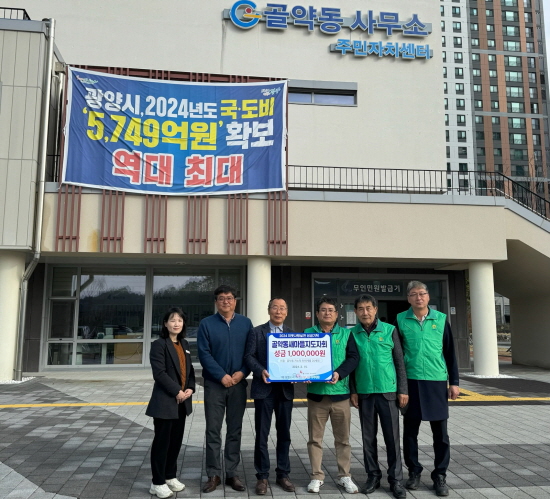 골약동 사무소
주민자치센터
광양시, 2024년도 국·도비
'5,749억원' 확보
역대 최대
무인민원발급기
골약동새마을지도자회
성금 1,000,000원